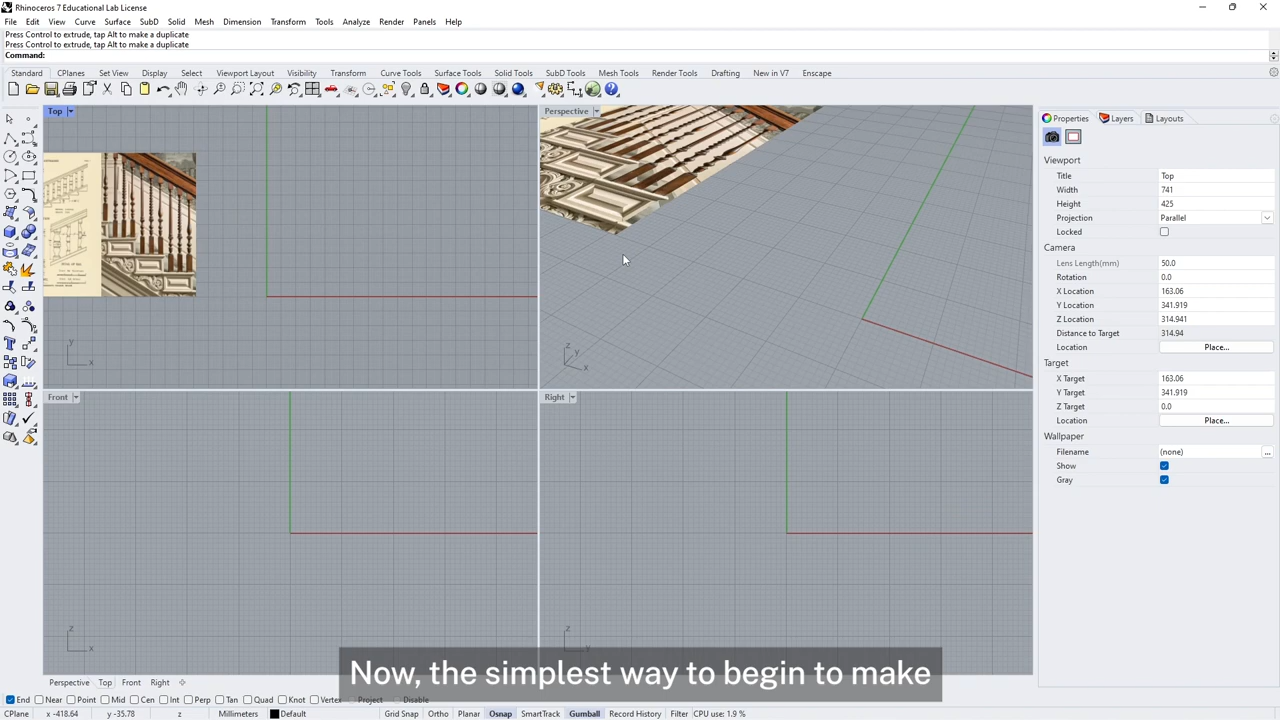 Rhinoceros 7 Educational Lab License
File Edit View Curve Surface SubD Solid Mesh Dimension Transform Tools Analyze Render Panels Help
Press Control to extrude, tap Alt to make a duplicate
Press Control to extrude, tap Alt to make a duplicate
Command:
Standard CPlanes Set View Display Select Viewport Layout Visibility Transform Curve Tools Surface Tools Solid Tools SubD Tools Mesh Tools Render Tools Drafting New in V7 Enscape
Top
Perspective
y
x
z
y
x
Front
Right
z
x
z
y
Properties Layers Layouts
Viewport
Title Top
Width 741
Height 425
Projection Parallel
Locked
Camera
Lens Length(mm) 50.0
Rotation 0.0
X Location 163.06
Y Location 341.919
Z Location 314.941
Distance to Target 314.94
Location Place...
Target
X Target 163.06
Y Target 341.919
Z Target 0.0
Location Place...
Wallpaper
Filename (none) ...
Show
Gray
Now, the simplest way to begin to make
Perspective Top Front Right
End Near Point Mid Cen Int Perp Tan Quad Knot Vertex Project Disable
CPlane x -418.64 y -35.78 z Millimeters Default Grid Snap Ortho Planar Osnap SmartTrack Gumball Record History Filter CPU use: 1.9 %